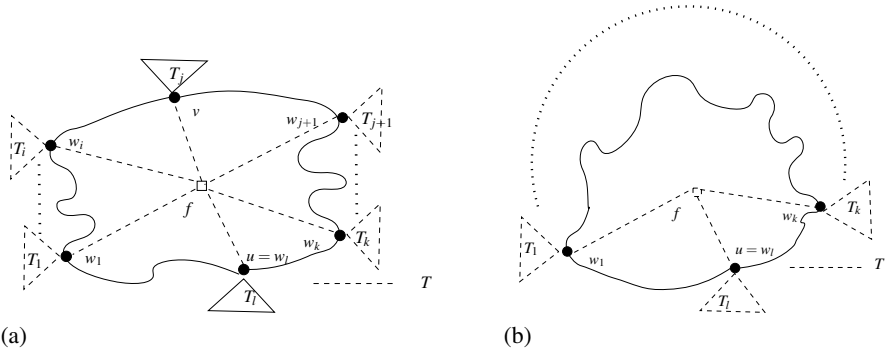 T_j
v
w_{j+1}
T_{j+1}
T_i
w_i
f
T_1
w_1
u = w_l
w_k
T_k
T_l
T
(a)
T_1
w_1
f
w_k
T_k
u = w_l
T_l
T
(b)